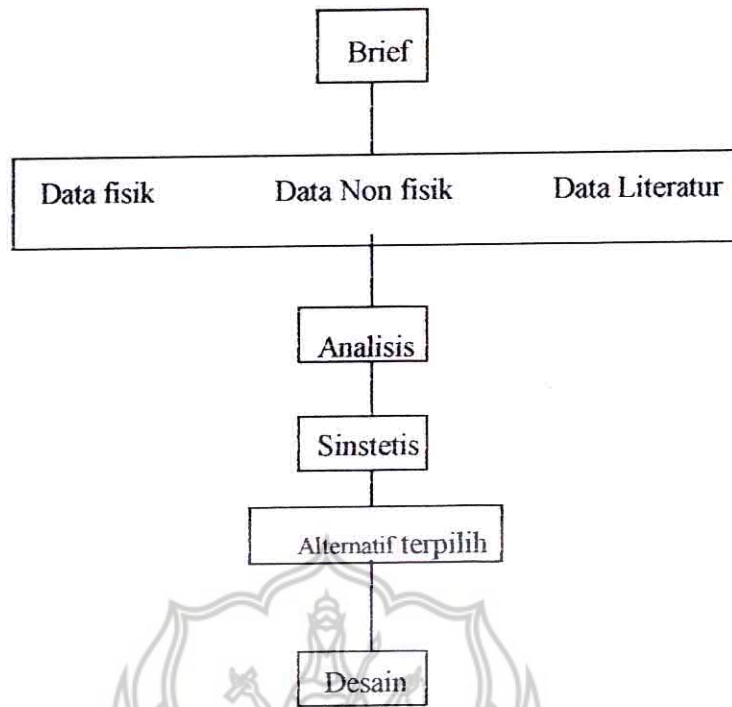 Brief
Data fisik Data Non fisik Data Literatur
Analisis
Sinstetis
Alternatif terpilih
Desain